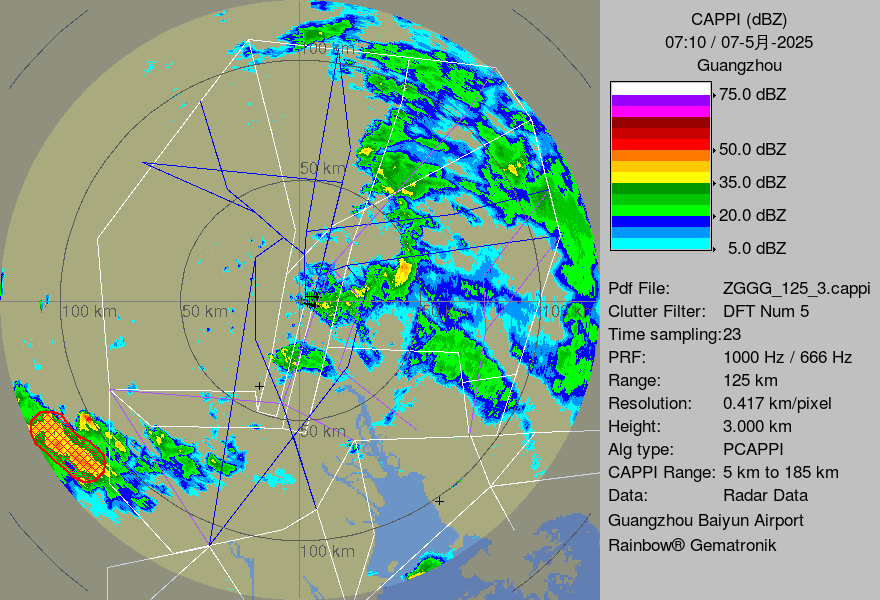 CAPPI (dBZ)
07:10 / 07-5月-2025
Guangzhou
75.0 dBZ
50.0 dBZ
35.0 dBZ
20.0 dBZ
5.0 dBZ
Pdf File: ZGGG_125_3.cappi
Clutter Filter: DFT Num 5
Time sampling:23
PRF: 1000 Hz / 666 Hz
Range: 125 km
Resolution: 0.417 km/pixel
Height: 3.000 km
Alg type: PCAPPI
CAPPI Range: 5 km to 185 km
Data: Radar Data
Guangzhou Baiyun Airport
Rainbow® Gematronik
100 km
50 km
100 km
50 km
50 km
100 km
50 km
100 km